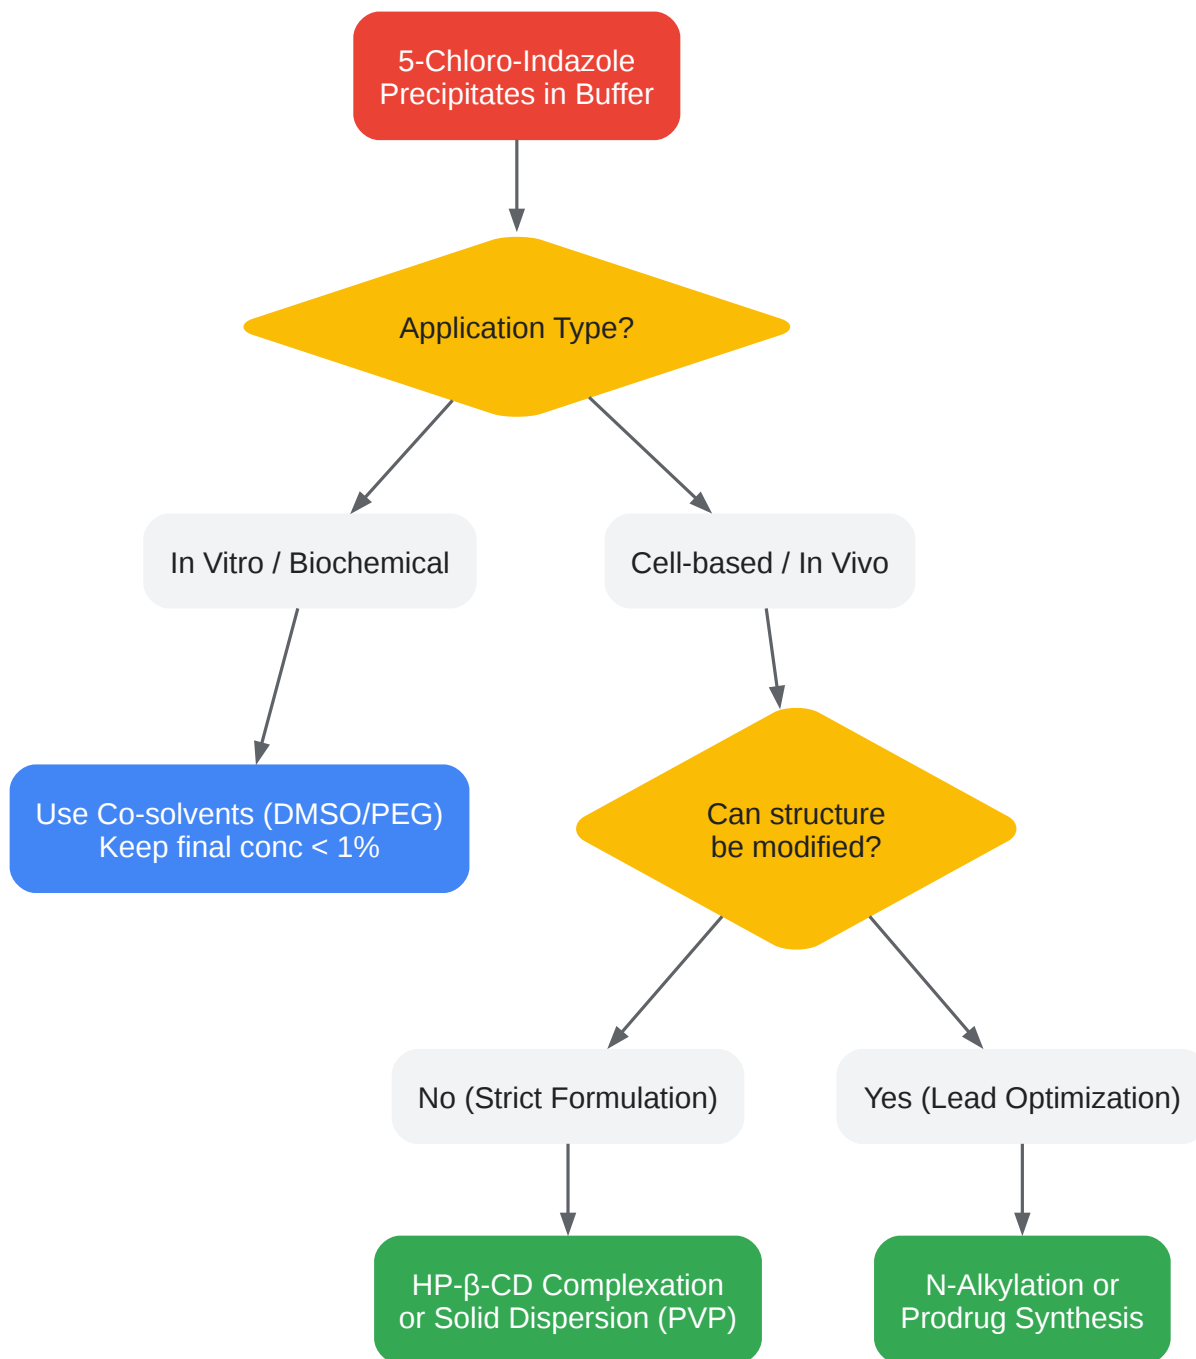 5-Chloro-Indazole
Precipitates in Buffer
Application Type?
In Vitro / Biochemical
Cell-based / In Vivo
Use Co-solvents (DMSO/PEG)
Keep final conc < 1%
Can structure
be modified?
No (Strict Formulation)
Yes (Lead Optimization)
HP-β-CD Complexation
or Solid Dispersion (PVP)
N-Alkylation or
Prodrug Synthesis